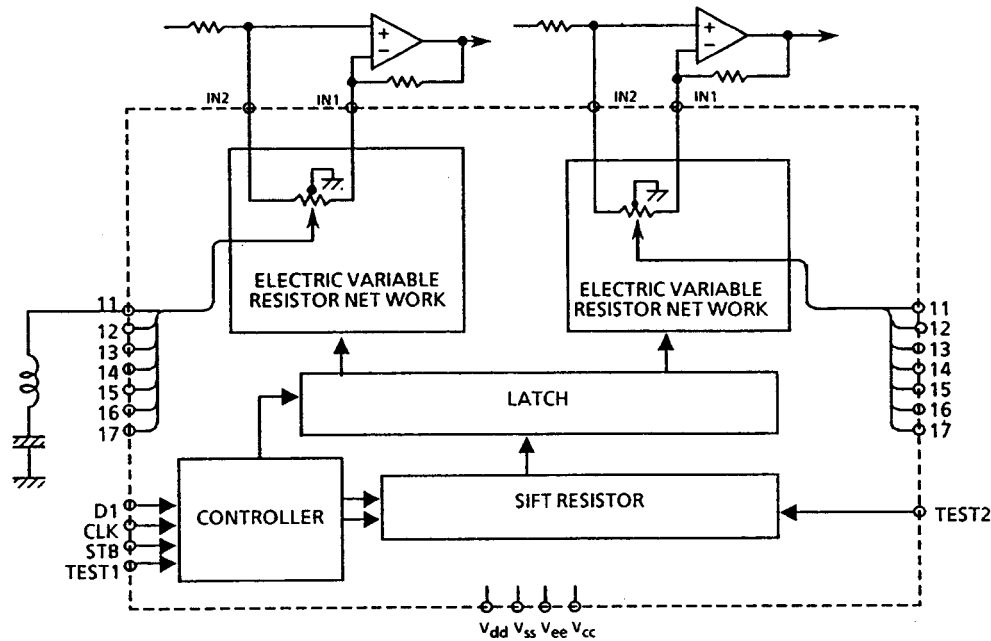 +
−
+
−
IN2
IN1
IN2
IN1
ELECTRIC VARIABLE
RESISTOR NET WORK
ELECTRIC VARIABLE
RESISTOR NET WORK
11
12
13
14
15
16
17
11
12
13
14
15
16
17
LATCH
CONTROLLER
SIFT RESISTOR
D1
CLK
STB
TEST1
TEST2
Vdd Vss Vee Vcc